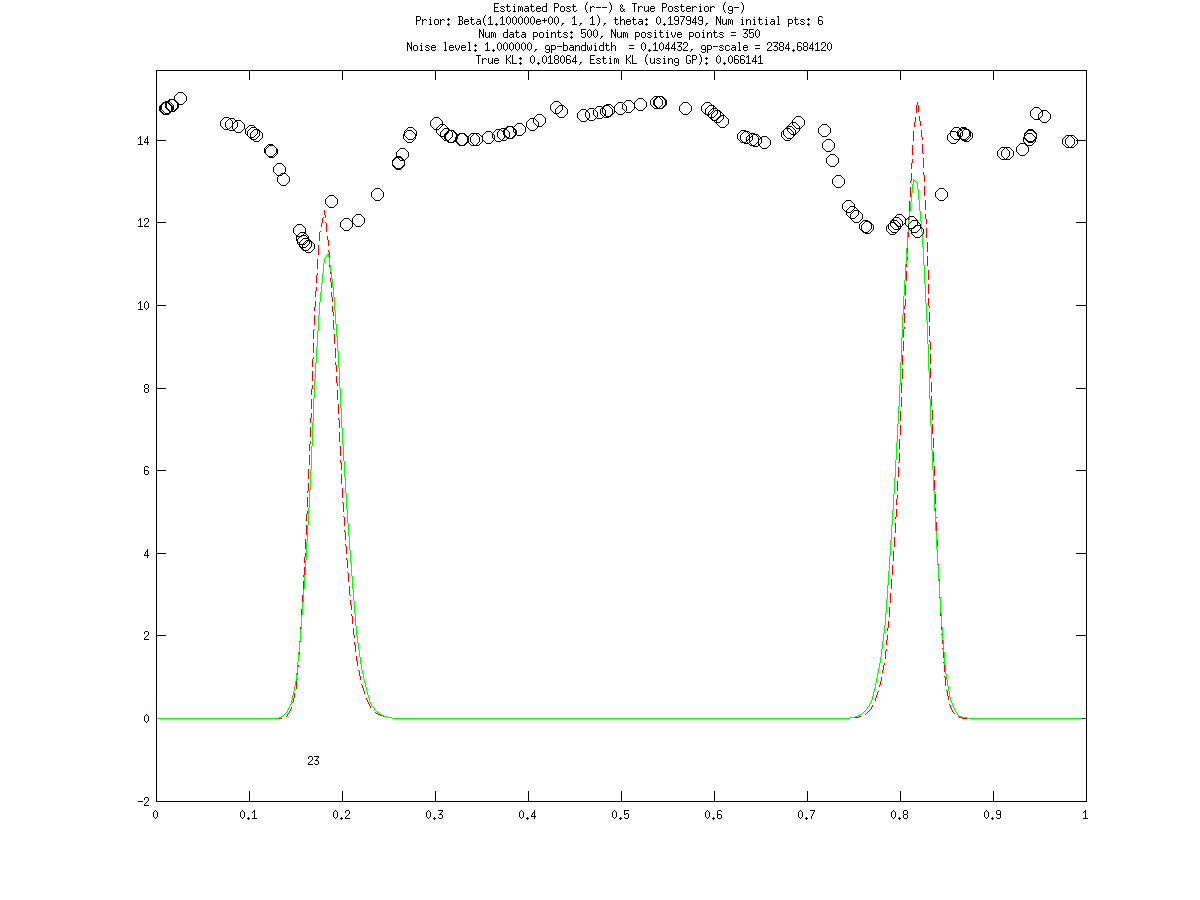 Estimated Post (r--) & True Posterior (g-)
Prior: Beta(1.100000e+00, 1, 1), theta: 0.197949, Num initial pts: 6
Num data points: 500, Num positive points = 350
Noise level: 1.000000, gp-bandwidth  = 0.104432, gp-scale = 2384.684120
True KL: 0.018064, Estim KL (using GP): 0.066141
14
12
10
8
6
4
2
0
23
-2
0 0.1 0.2 0.3 0.4 0.5 0.6 0.7 0.8 0.9 1